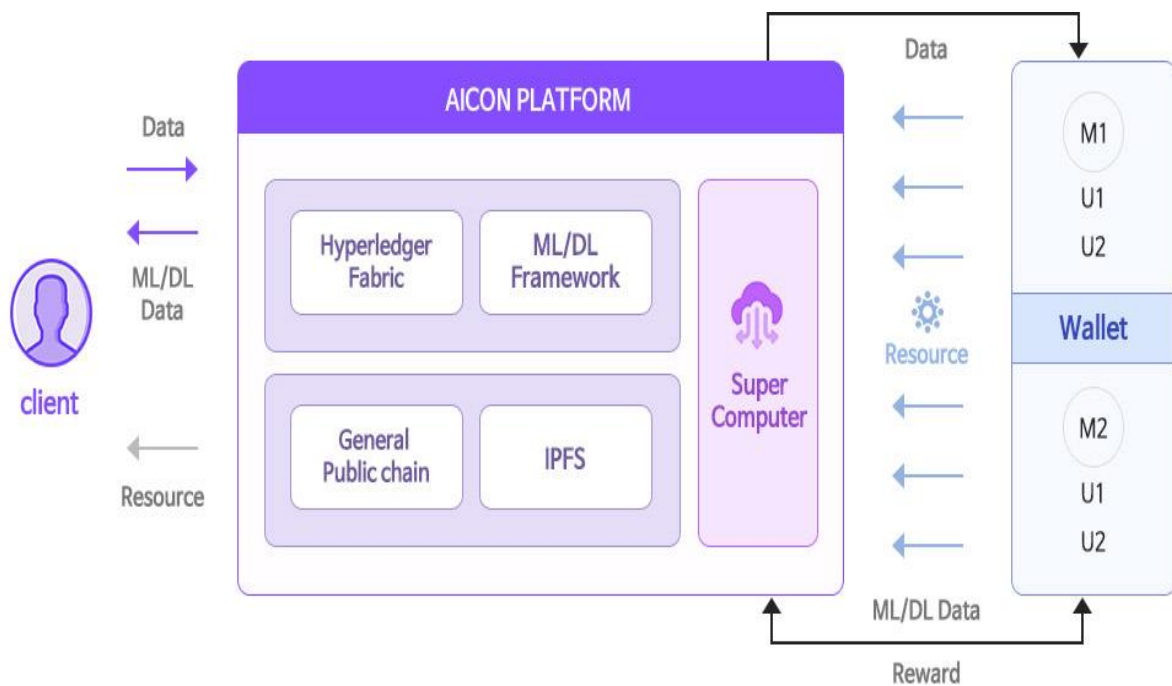 Data
AICON PLATFORM
Data
ML/DL
Data
client
Resource
Hyperledger
Fabric
ML/DL
Framework
General
Public chain
IPFS
Super
Computer
Resource
ML/DL Data
Reward
M1
U1
U2
Wallet
M2
U1
U2